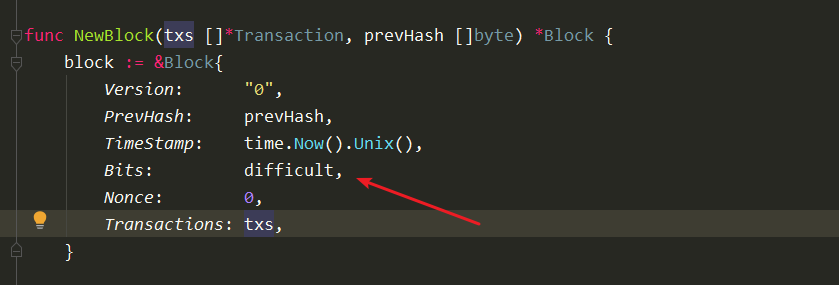 func NewBlock(txs []*Transaction, prevHash []byte) *Block {
    block := &Block{
        Version:      "0",
        PrevHash:     prevHash,
        TimeStamp:    time.Now().Unix(),
        Bits:         difficult,
        Nonce:        0,
        Transactions: txs,
    }